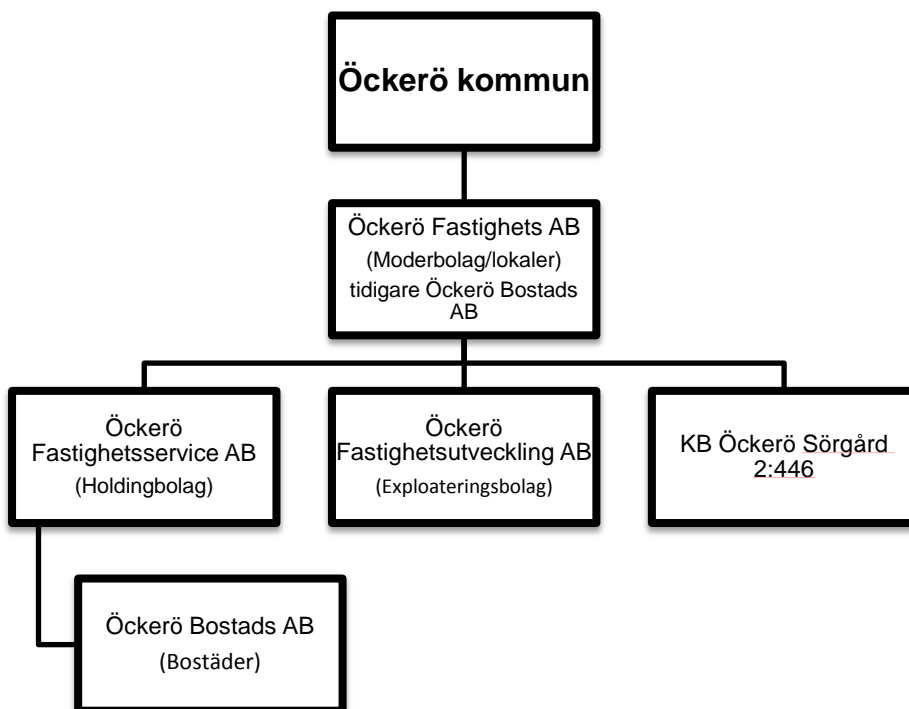 Öckerö kommun
Öckerö Fastighets AB
(Moderbolag/lokaler)
tidigare Öckerö Bostads
AB
Öckerö
Fastighetsservice AB
(Holdingbolag)
Öckerö
Fastighetsutveckling AB
(Exploateringsbolag)
KB Öckerö Sörgård
2:446
Öckerö Bostads AB
(Bostäder)